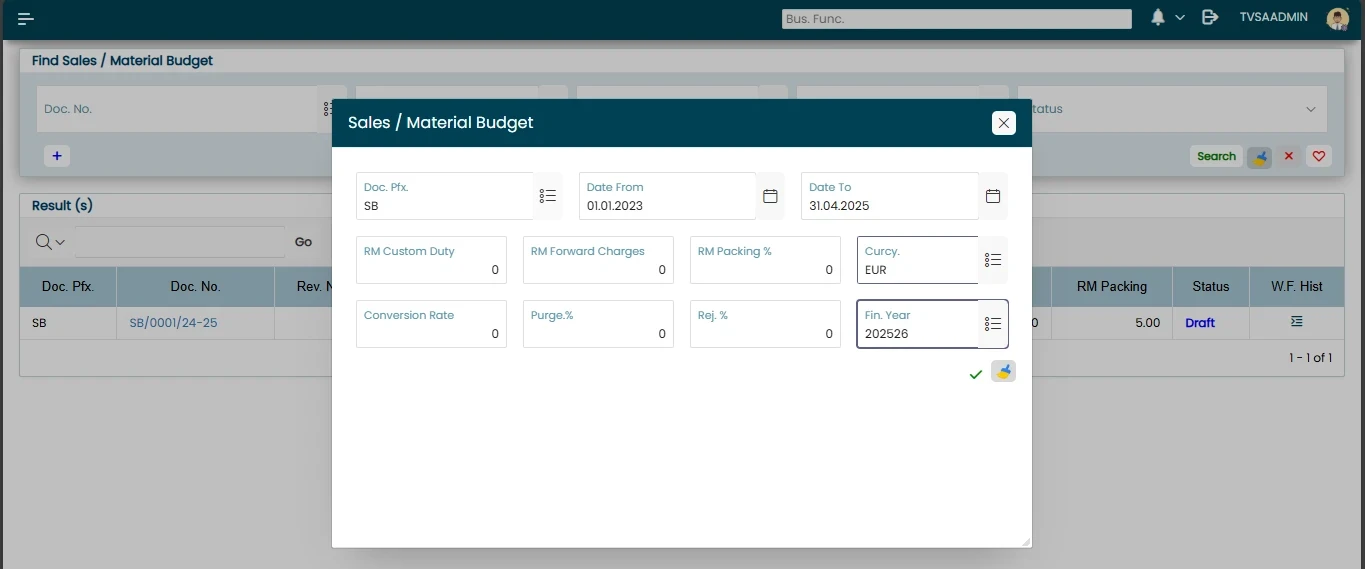 Bus. Func.
TVSAADMIN
Find Sales / Material Budget
Doc. No.
tatus
Search
Sales / Material Budget
Doc. Pfx.
SB
Date From
01.01.2023
Date To
31.04.2025
RM Custom Duty
0
RM Forward Charges
0
RM Packing %
0
Curcy.
EUR
Conversion Rate
0
Purge.%
0
Rej. %
0
Fin. Year
202526
Result (s)
Go
Doc. Pfx. Doc. No. Rev. N RM Packing Status W.F. Hist
SB SB/0001/24-25 0 5.00 Draft
1 - 1 of 1